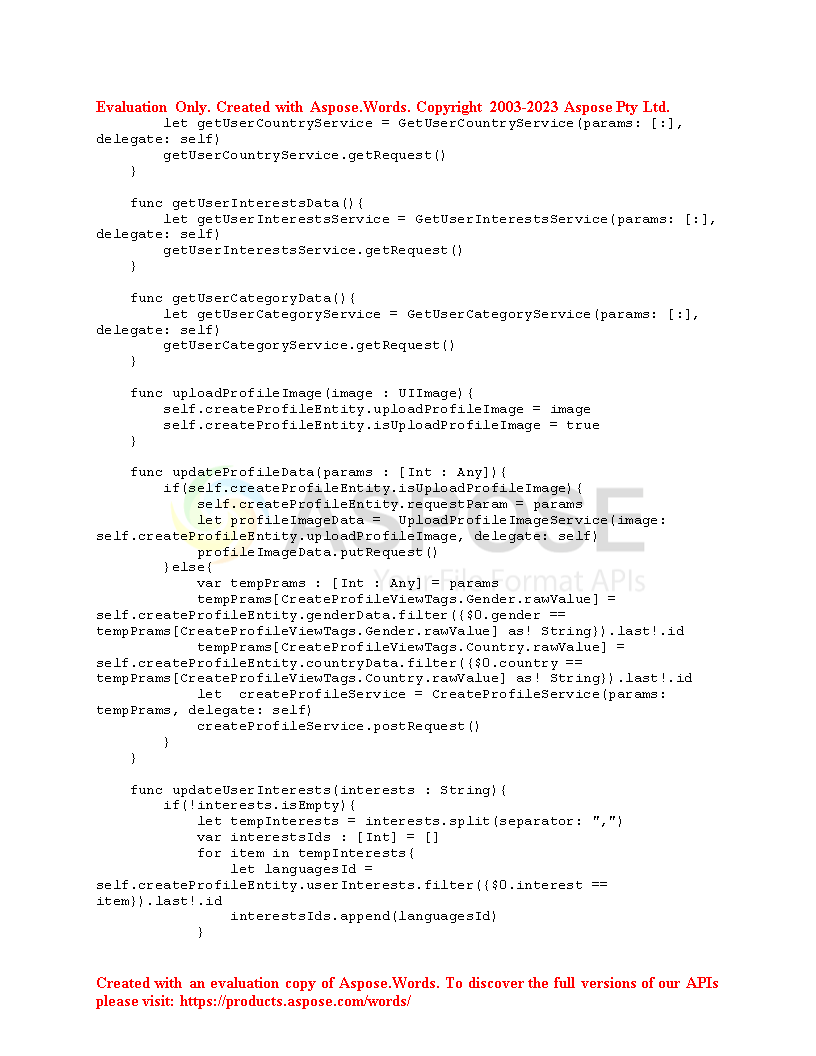 Evaluation Only. Created with Aspose.Words. Copyright 2003-2023 Aspose Pty Ltd.
        let getUserCountryService = GetUserCountryService(params: [:],
delegate: self)
        getUserCountryService.getRequest()
    }

    func getUserInterestsData(){
        let getUserInterestsService = GetUserInterestsService(params: [:],
delegate: self)
        getUserInterestsService.getRequest()
    }

    func getUserCategoryData(){
        let getUserCategoryService = GetUserCategoryService(params: [:],
delegate: self)
        getUserCategoryService.getRequest()
    }

    func uploadProfileImage(image : UIImage){
        self.createProfileEntity.uploadProfileImage = image
        self.createProfileEntity.isUploadProfileImage = true
    }

    func updateProfileData(params : [Int : Any]){
        if(self.createProfileEntity.isUploadProfileImage){
            self.createProfileEntity.requestParam = params
            let profileImageData =  UploadProfileImageService(image:
self.createProfileEntity.uploadProfileImage, delegate: self)
            profileImageData.putRequest()
        }else{
            var tempPrams : [Int : Any] = params
            tempPrams[CreateProfileViewTags.Gender.rawValue] =
self.createProfileEntity.genderData.filter({$0.gender ==
tempPrams[CreateProfileViewTags.Gender.rawValue] as! String}).last!.id
            tempPrams[CreateProfileViewTags.Country.rawValue] =
self.createProfileEntity.countryData.filter({$0.country ==
tempPrams[CreateProfileViewTags.Country.rawValue] as! String}).last!.id
            let  createProfileService = CreateProfileService(params:
tempPrams, delegate: self)
            createProfileService.postRequest()
        }
    }

    func updateUserInterests(interests : String){
        if(!interests.isEmpty){
            let tempInterests = interests.split(separator: ",")
            var interestsIds : [Int] = []
            for item in tempInterests{
                let languagesId =
self.createProfileEntity.userInterests.filter({$0.interest ==
item}).last!.id
                interestsIds.append(languagesId)
            }
ASPOSE
Your File Format APIs
Created with an evaluation copy of Aspose.Words. To discover the full versions of our APIs
please visit: https://products.aspose.com/words/